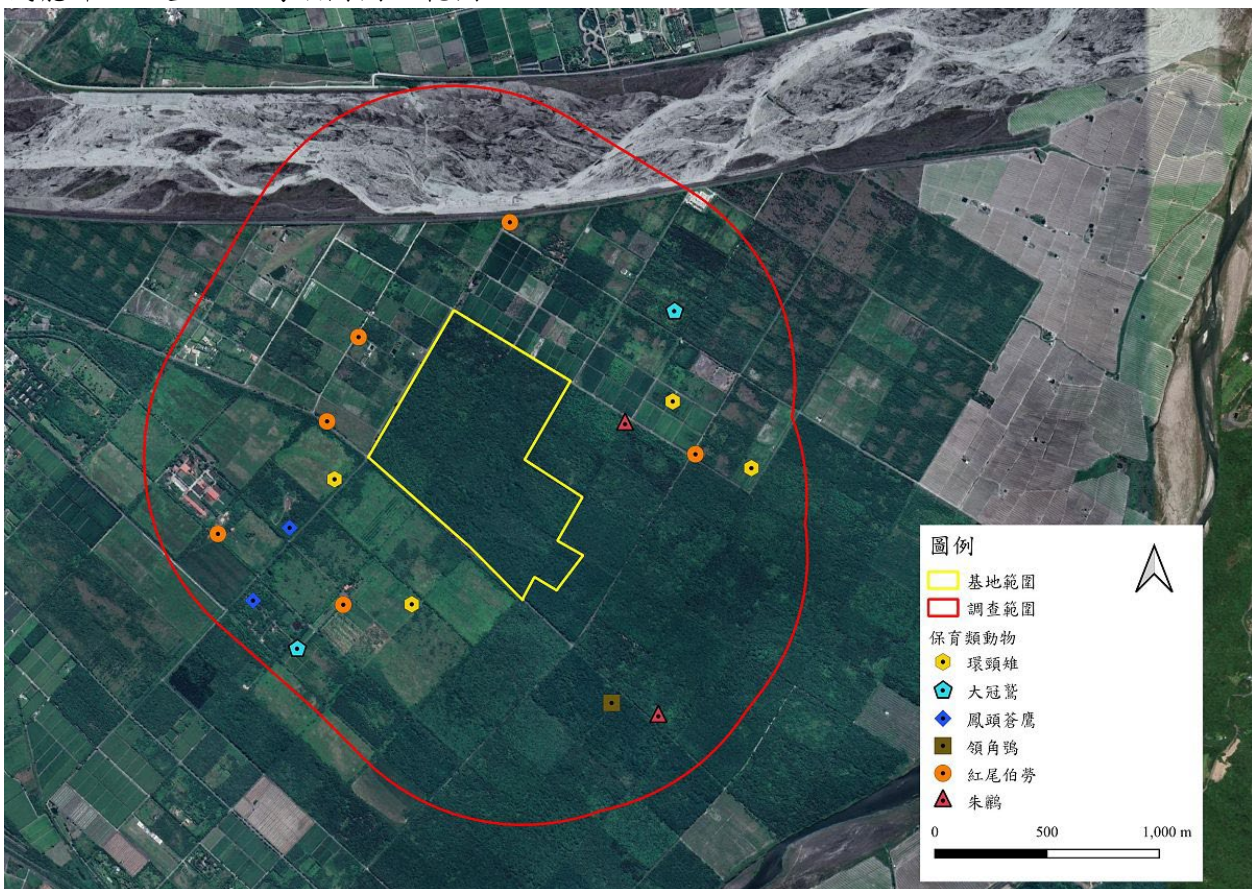 圖例
基地範圍
調查範圍
保育類動物
環頸雉
大冠鷲
鳳頭蒼鷹
領角鴞
紅尾伯勞
朱鸝
0 500 1,000 m